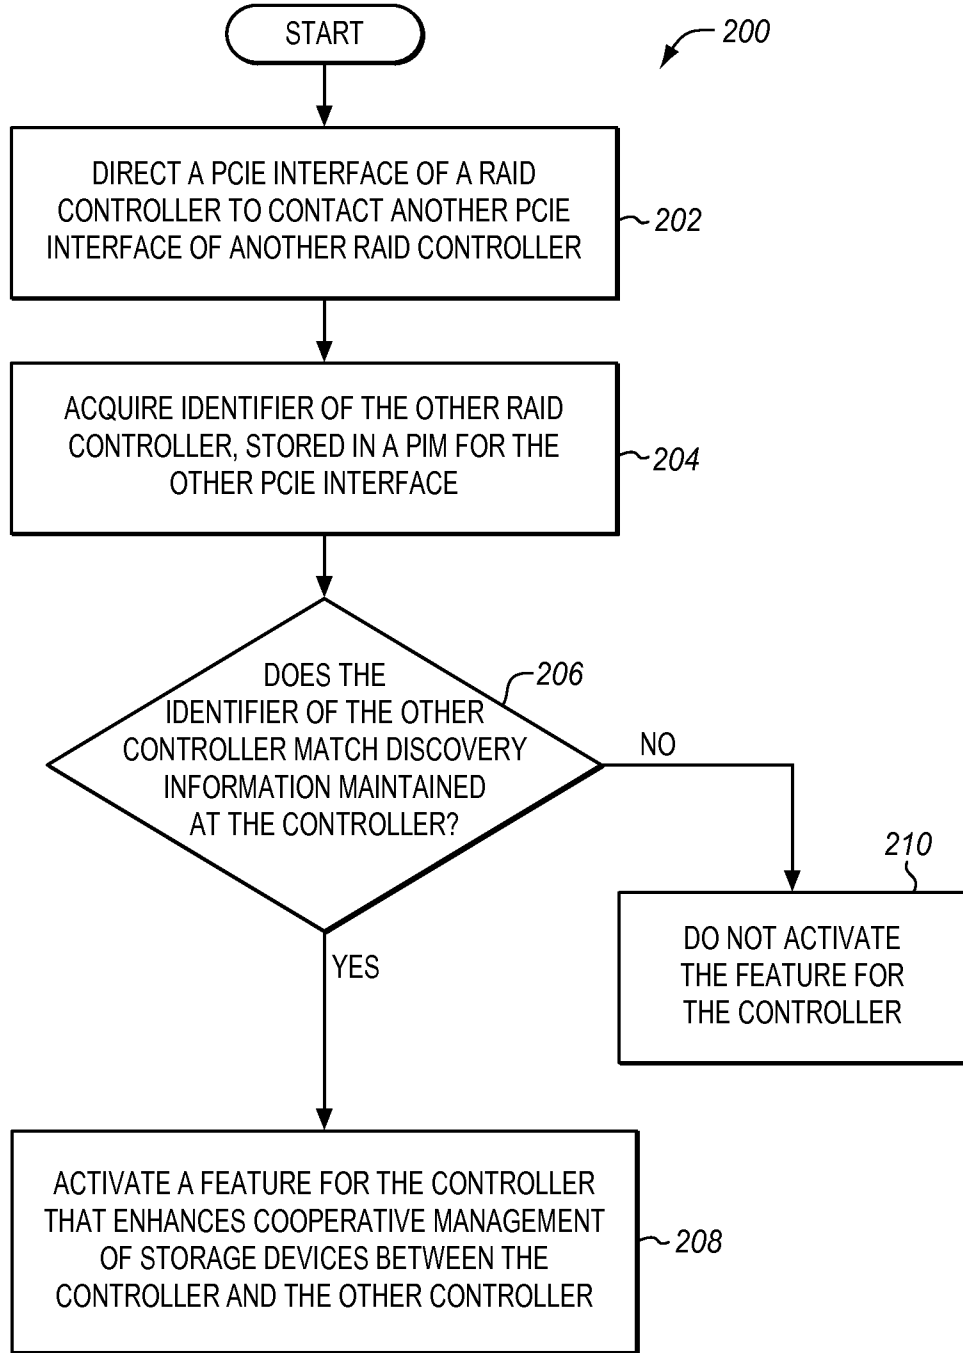 START
200
DIRECT A PCIE INTERFACE OF A RAID
CONTROLLER TO CONTACT ANOTHER PCIE
INTERFACE OF ANOTHER RAID CONTROLLER
202
ACQUIRE IDENTIFIER OF THE OTHER RAID
CONTROLLER, STORED IN A PIM FOR THE
OTHER PCIE INTERFACE
204
DOES THE
IDENTIFIER OF THE OTHER
CONTROLLER MATCH DISCOVERY
INFORMATION MAINTAINED
AT THE CONTROLLER?
206
NO
210
DO NOT ACTIVATE
THE FEATURE FOR
THE CONTROLLER
YES
ACTIVATE A FEATURE FOR THE CONTROLLER
THAT ENHANCES COOPERATIVE MANAGEMENT
OF STORAGE DEVICES BETWEEN THE
CONTROLLER AND THE OTHER CONTROLLER
208